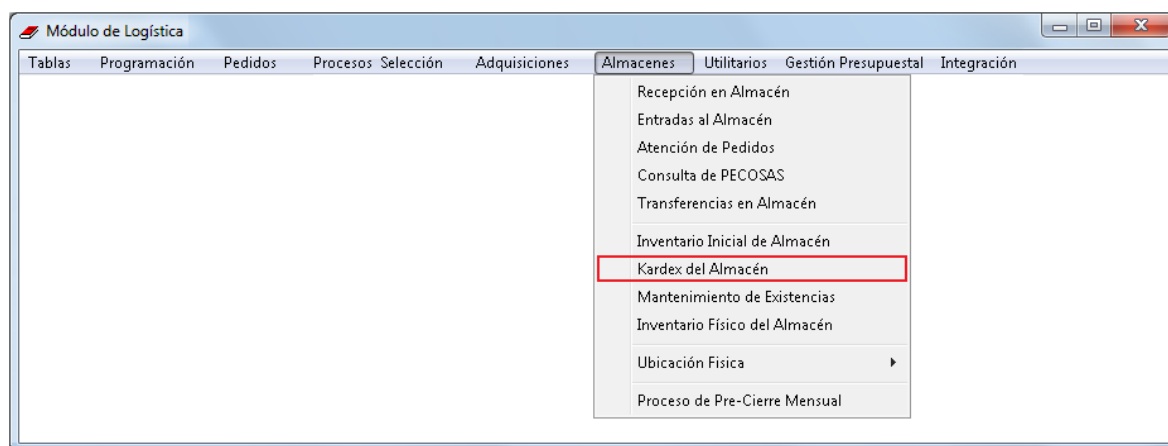 Módulo de Logística
Tablas Programación Pedidos Procesos Selección Adquisiciones Almacenes Utilitarios Gestión Presupuestal Integración
Recepción en Almacén
Entradas al Almacén
Atención de Pedidos
Consulta de PECOSAS
Transferencias en Almacén
Inventario Inicial de Almacén
Kardex del Almacén
Mantenimiento de Existencias
Inventario Físico del Almacén
Ubicación Fisica
Proceso de Pre-Cierre Mensual